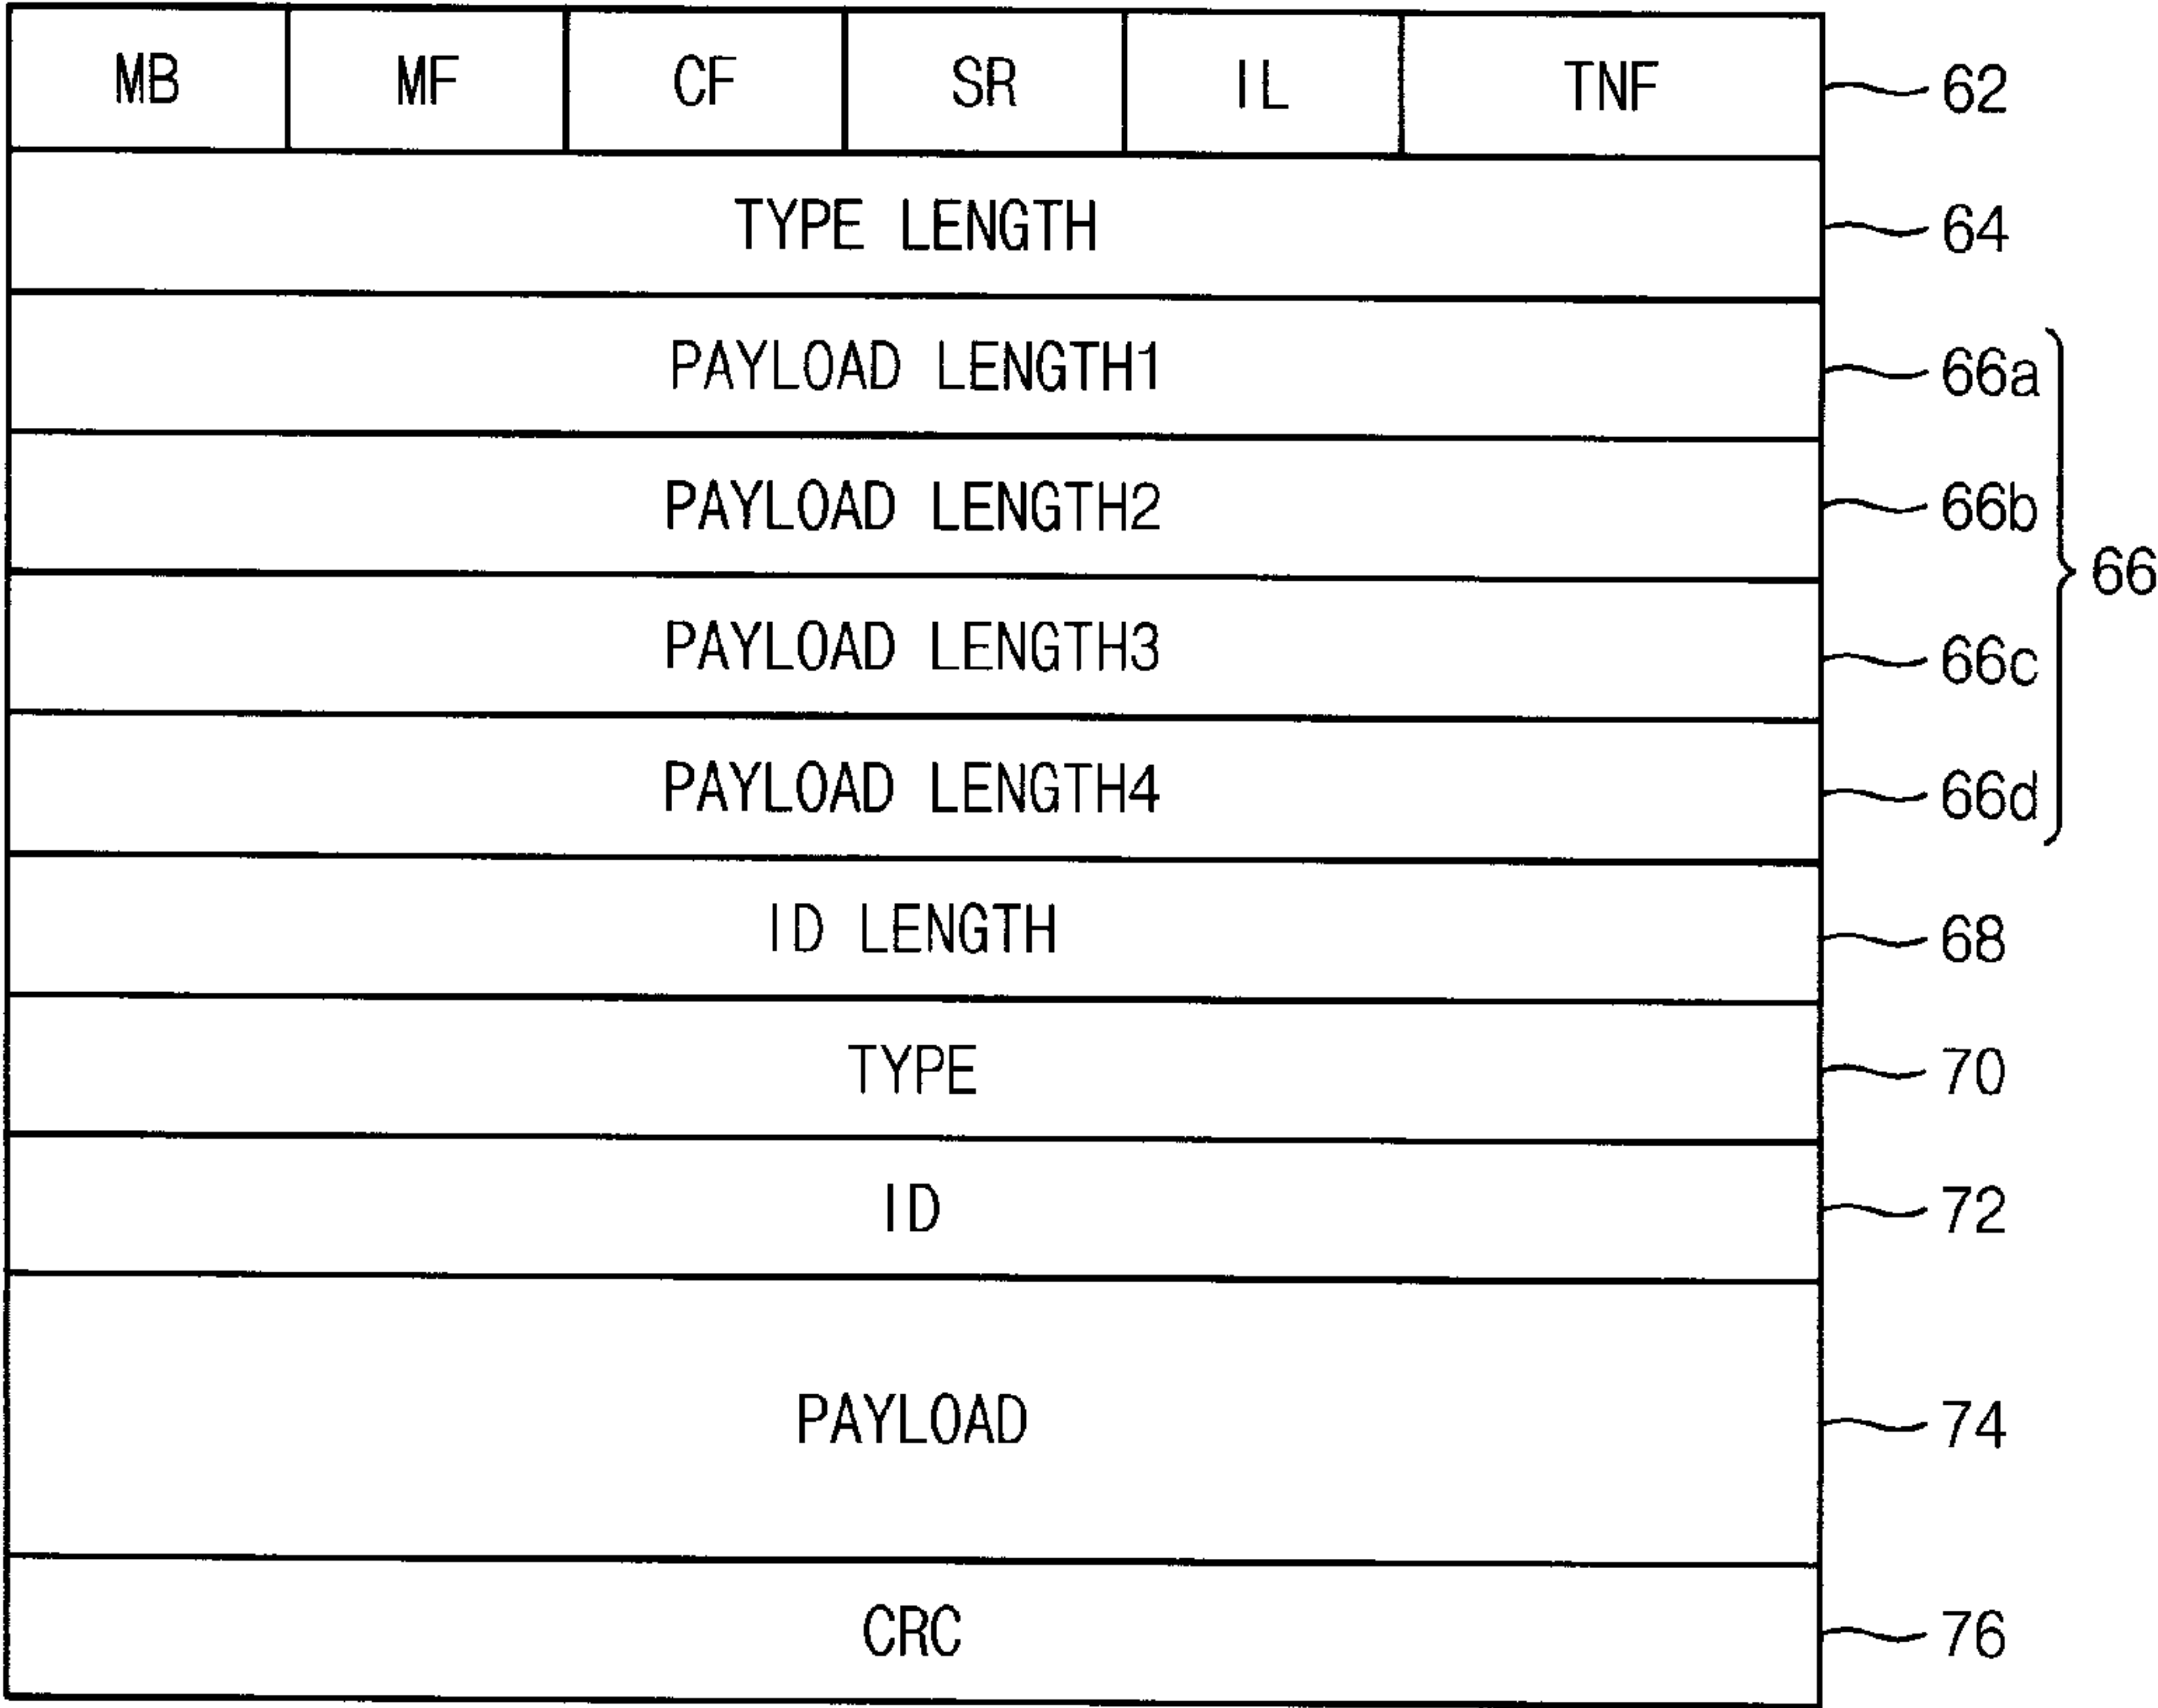 MB MF CF SR IL TNF 62
TYPE LENGTH 64
PAYLOAD LENGTH1 66a
PAYLOAD LENGTH2 66b
66
PAYLOAD LENGTH3 66c
PAYLOAD LENGTH4 66d
ID LENGTH 68
TYPE 70
ID 72
PAYLOAD 74
CRC 76